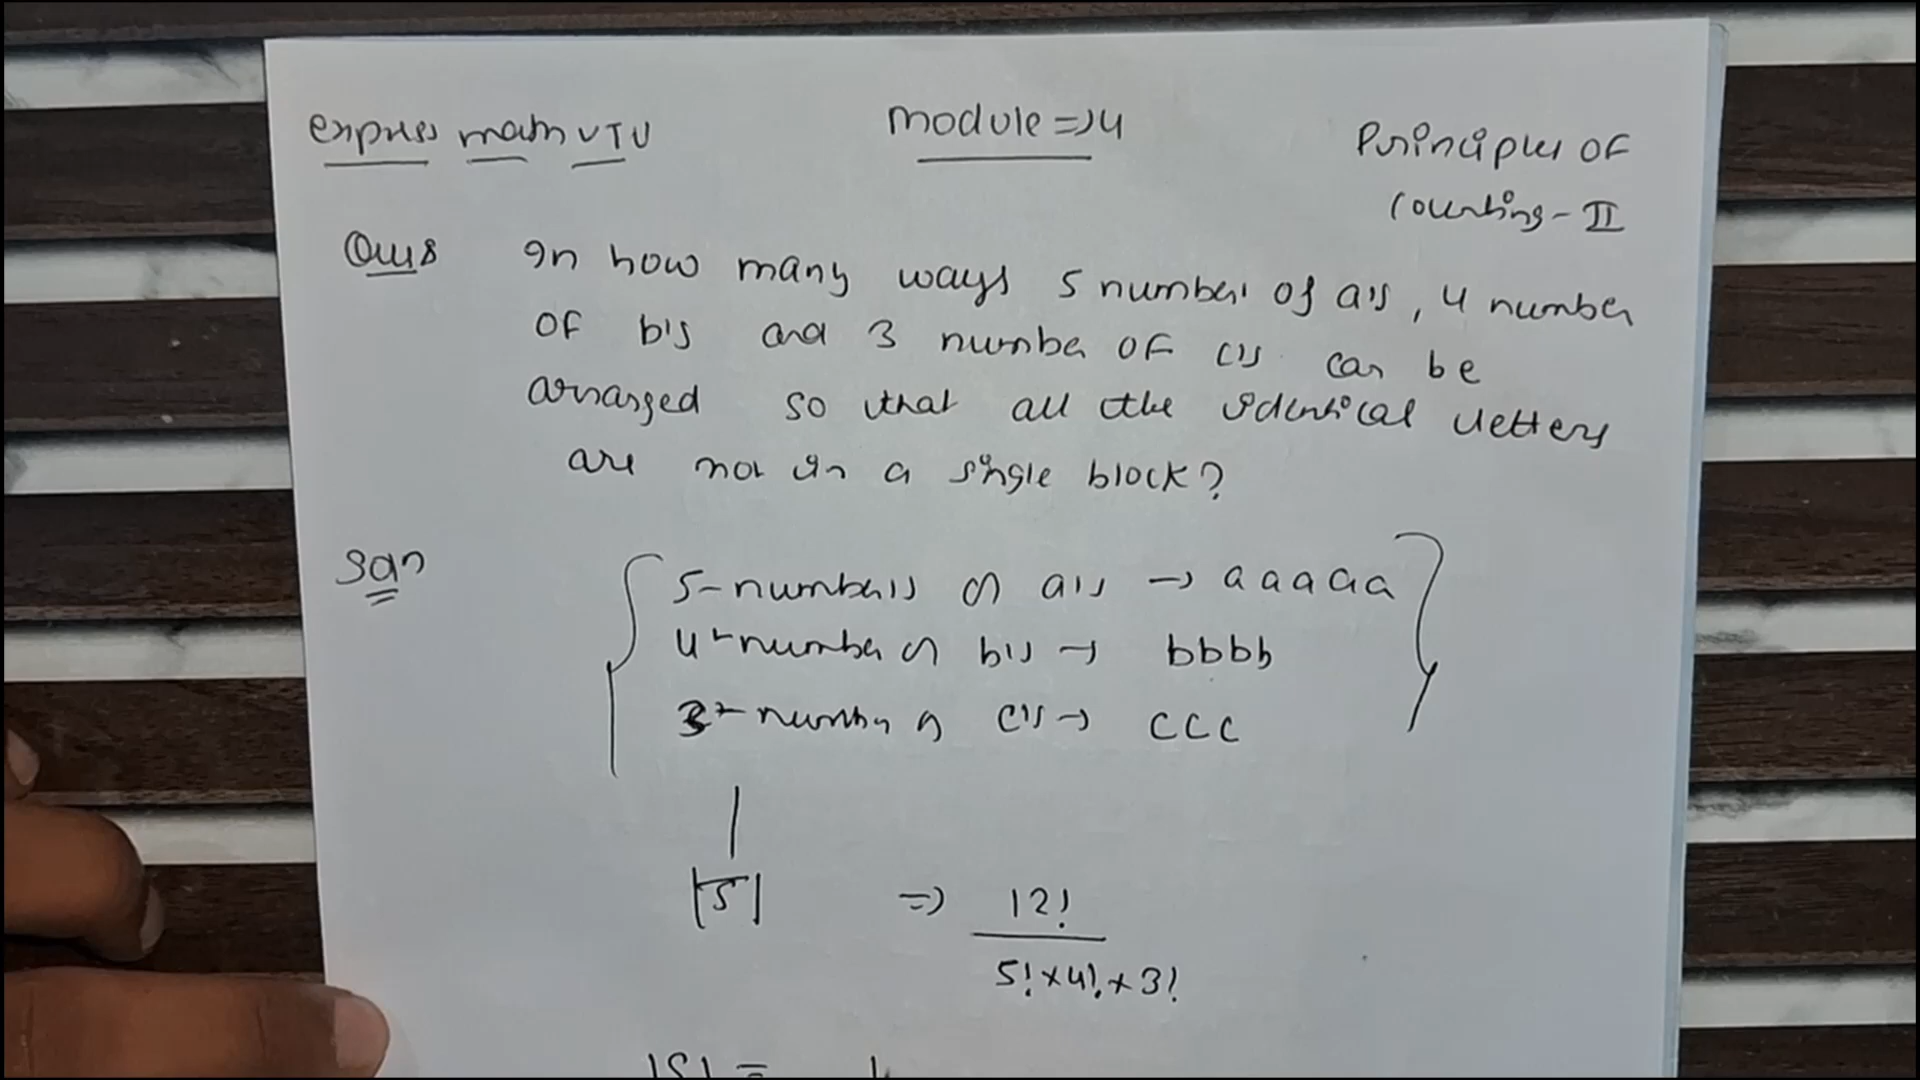 express math VTU
module => 4
Principles OF
Counting - II
Ques In how many ways 5 number of a's, 4 number
OF b's and 3 number OF c's can be
arranged so that all the identical letters
are not in a single block?
Soln
5-numbers of a's → a a a a a
4-number of b's → bbbb
3-number of c's → CCC
|S| => 12!
5! × 4! × 3!
|S| =